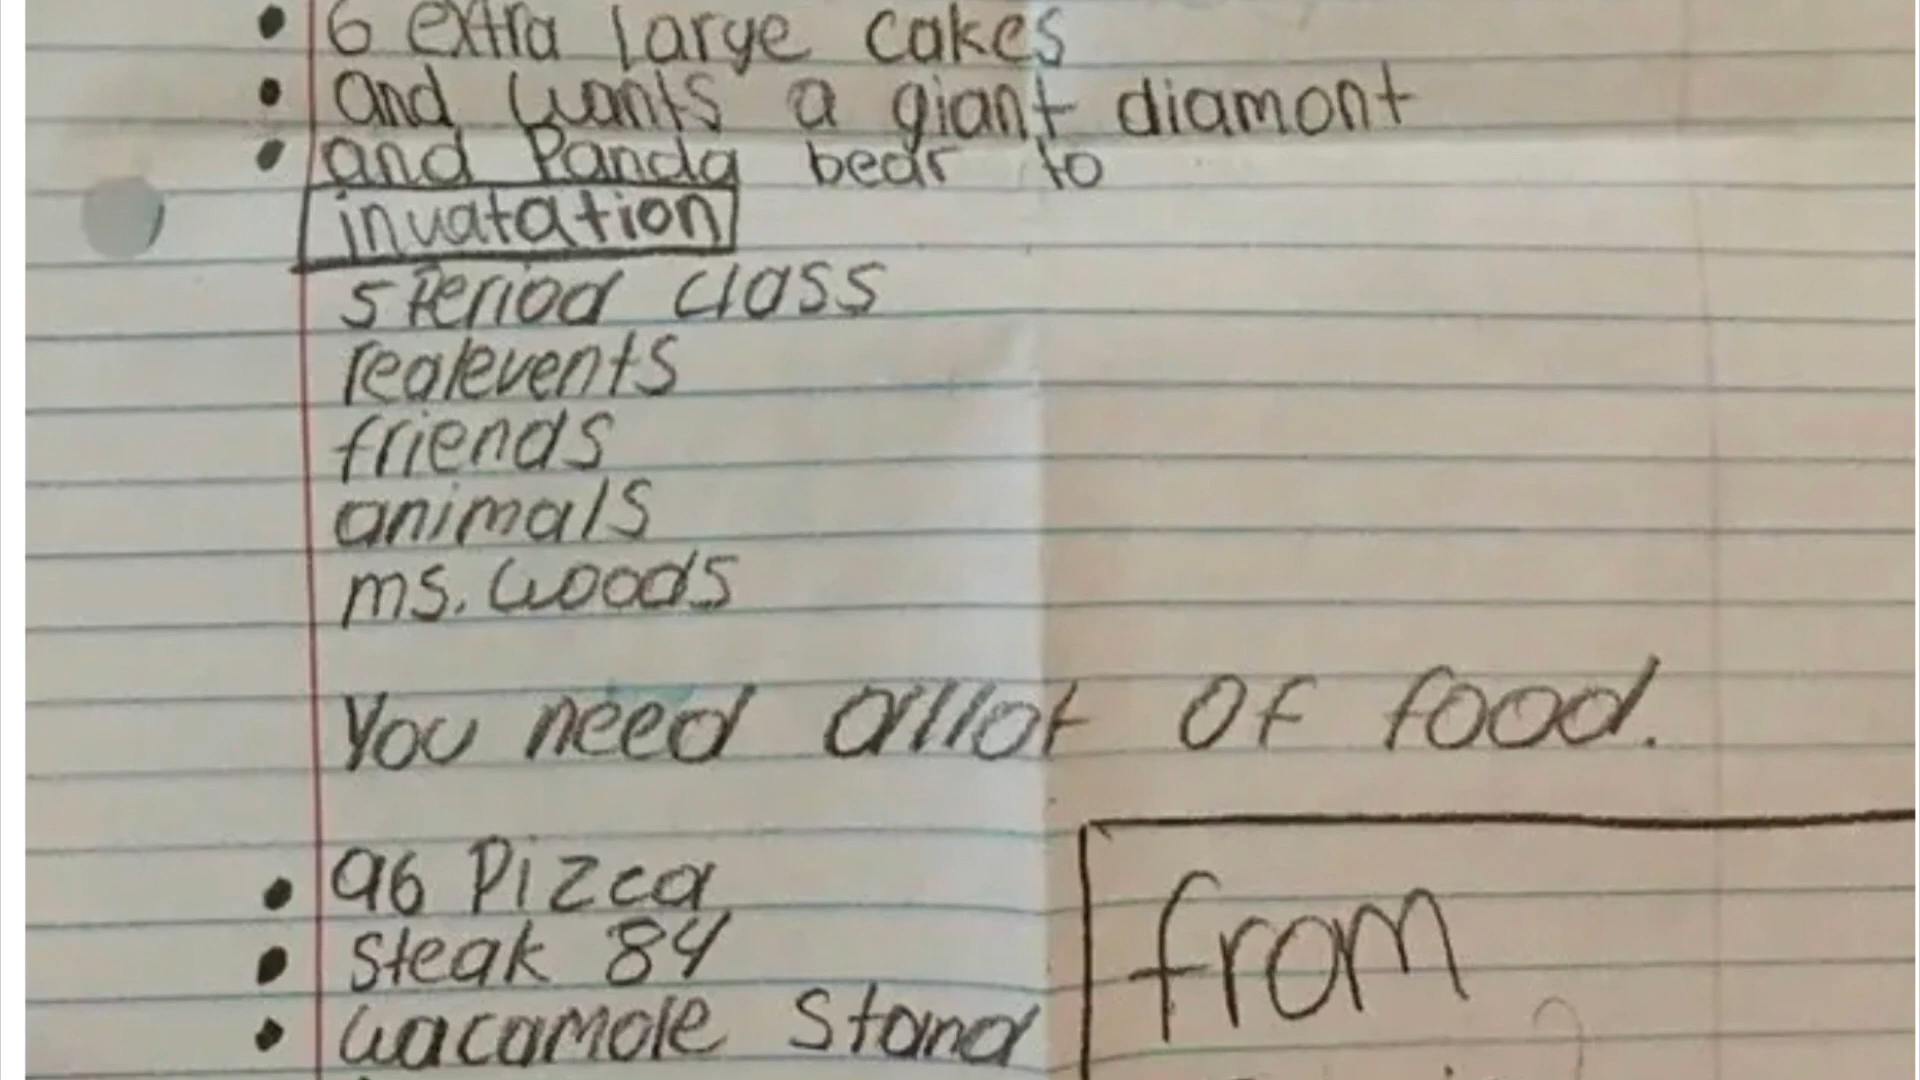 6 extra large cakes
and wants a giant diamont
and Panda bear to
invatation
5 Period class
realevents
friends
animals
ms. woods
You need allot of food.
96 Pizza
steak 84
wacamole Stand
from